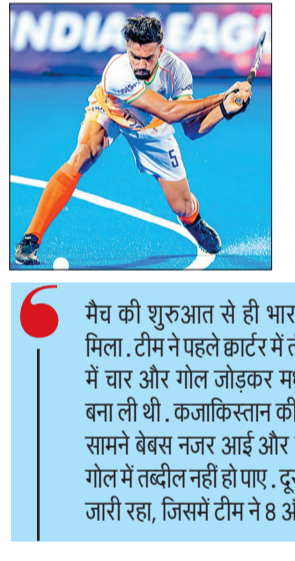 INDIA LEAG
5
मैच की शुरुआत से ही भार
मिला. टीम ने पहले क्वार्टर में
में चार और गोल जोड़कर
बना ली थी. कजाकिस्तान की
सामने बेबस नजर आई और
गोल में तब्दील नहीं हो पाए.
जारी रहा, जिसमें टीम ने 8